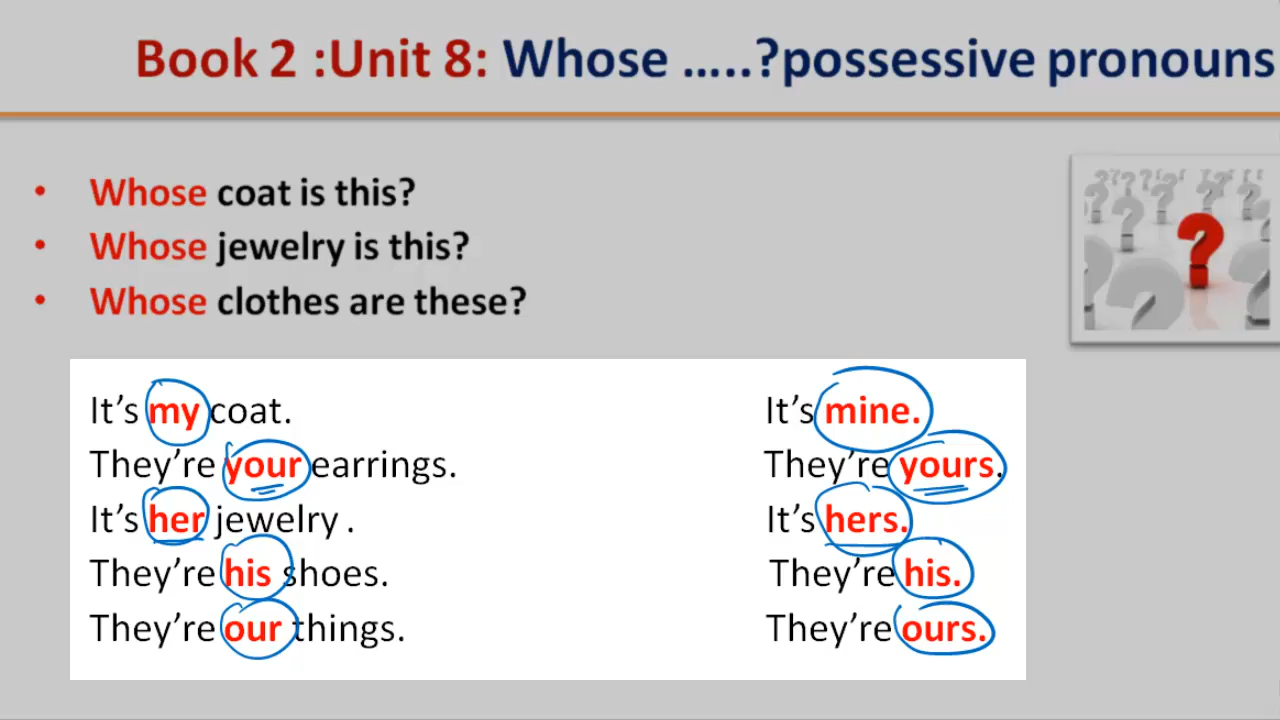 Book 2 :Unit 8: Whose .....?possessive pronouns
• Whose coat is this?
• Whose jewelry is this?
• Whose clothes are these?
It's my coat. It's mine.
They're your earrings. They're yours.
It's her jewelry . It's hers.
They're his shoes. They're his.
They're our things. They're ours.